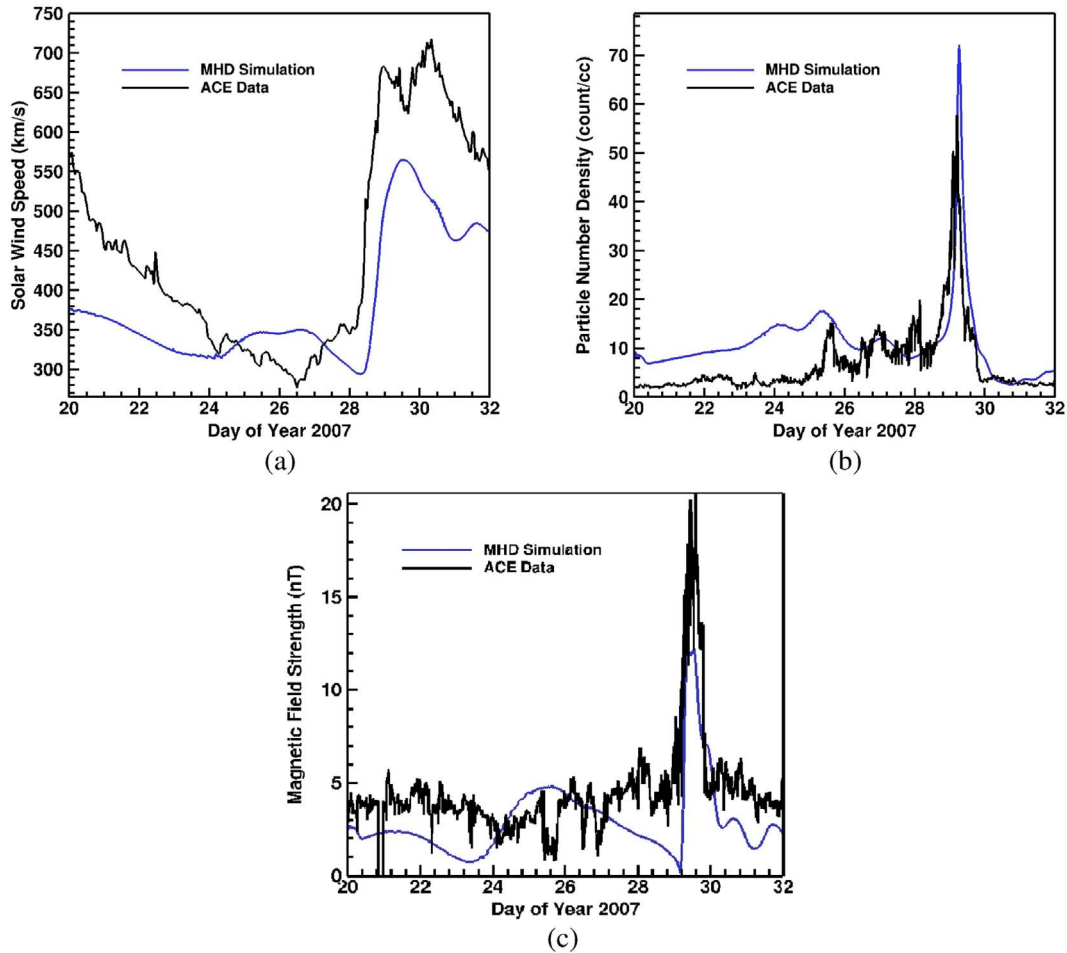 750
700
650
600
550
500
450
400
350
300
Solar Wind Speed (km/s)
MHD Simulation
ACE Data
20 22 24 26 28 30 32
Day of Year 2007
(a)
70
60
50
40
30
20
10
0
Particle Number Density (count/cc)
MHD Simulation
ACE Data
20 22 24 26 28 30 32
Day of Year 2007
(b)
20
15
10
5
0
Magnetic Field Strength (nT)
MHD Simulation
ACE Data
20 22 24 26 28 30 32
Day of Year 2007
(c)